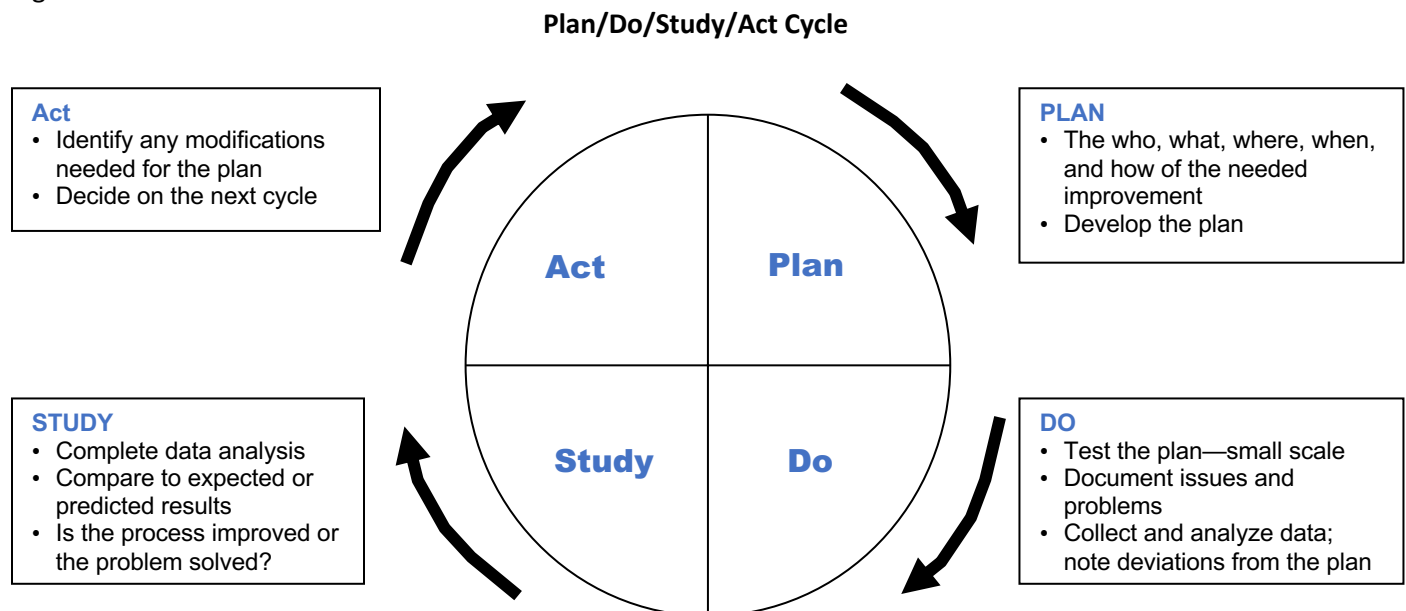 Plan/Do/Study/Act Cycle
Act
• Identify any modifications
needed for the plan
• Decide on the next cycle
PLAN
• The who, what, where, when,
and how of the needed
improvement
• Develop the plan
Act
Plan
STUDY
• Complete data analysis
• Compare to expected or
predicted results
• Is the process improved or
the problem solved?
Study
Do
DO
• Test the plan—small scale
• Document issues and
problems
• Collect and analyze data;
note deviations from the plan